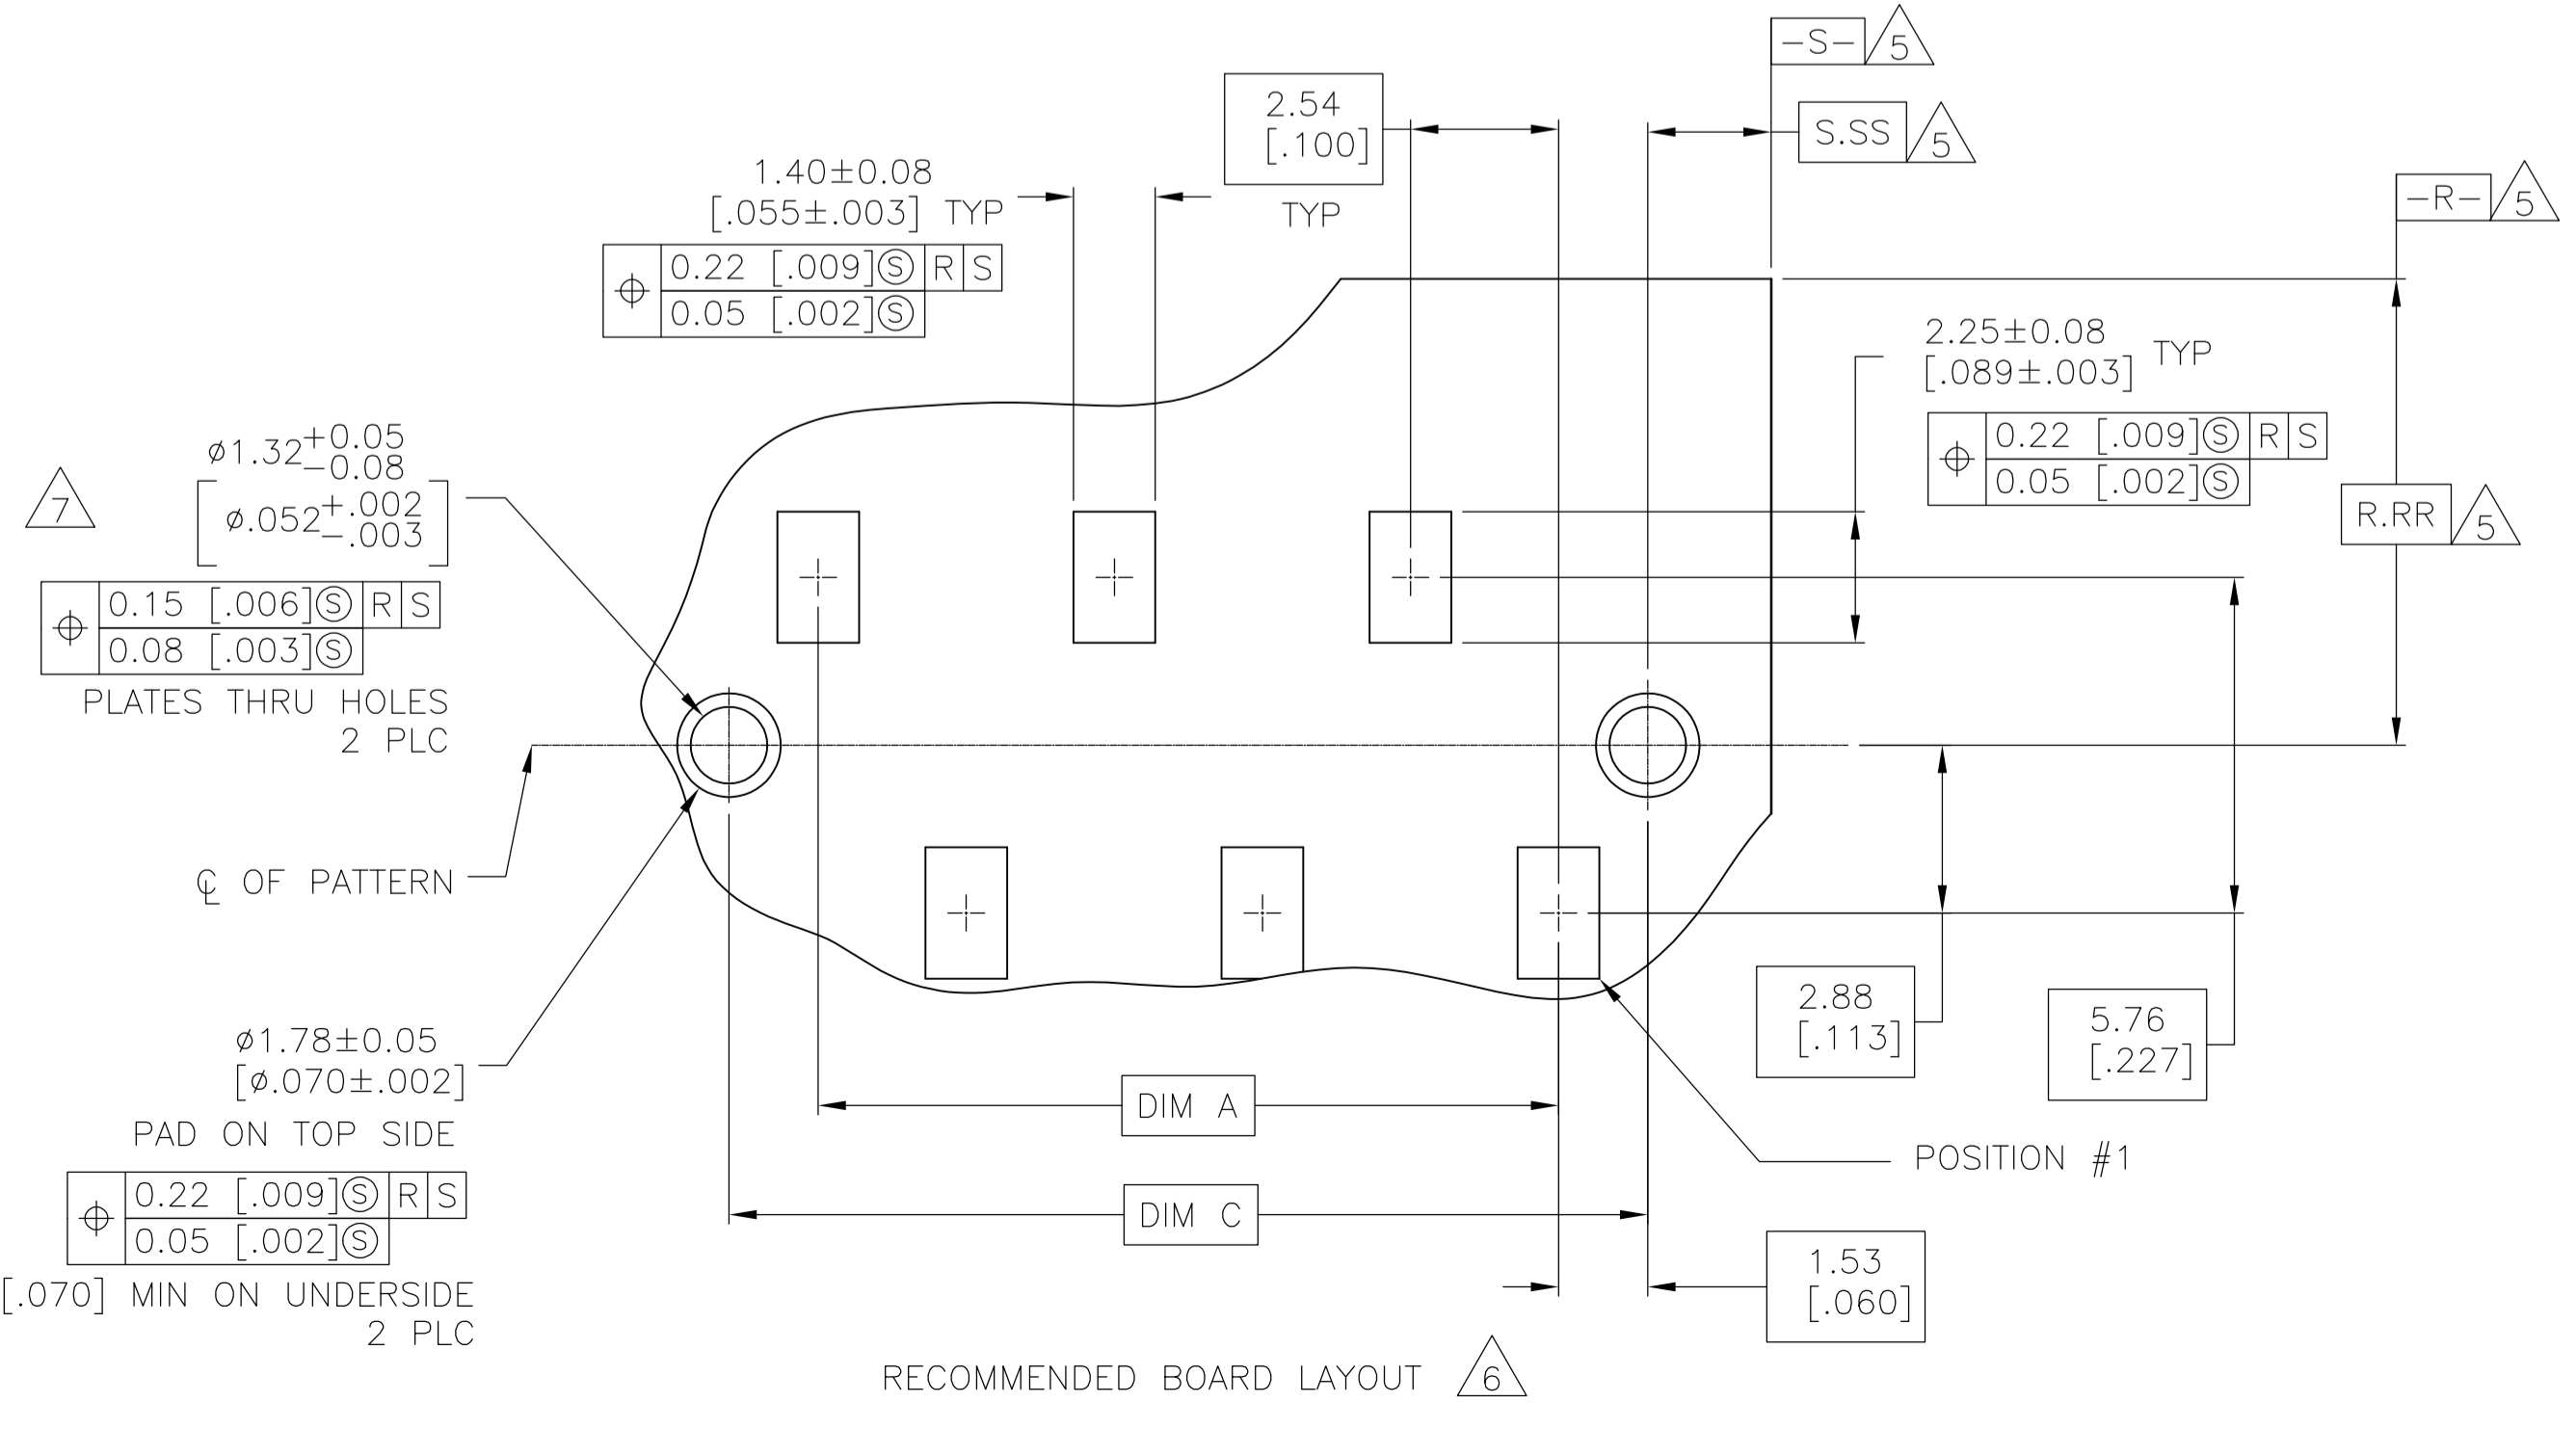 -S- 5
S.SS 5
2.54
[.100]
TYP
1.40±0.08
[.055±.003] TYP
⌖ 0.22 [.009]Ⓢ R S
0.05 [.002]Ⓢ
-R- 5
2.25±0.08
[.089±.003] TYP
⌖ 0.22 [.009]Ⓢ R S
0.05 [.002]Ⓢ
R.RR 5
7
ø1.32+0.05
-0.08
[ø.052+.002
-.003]
⌖ 0.15 [.006]Ⓢ R S
0.08 [.003]Ⓢ
PLATES THRU HOLES
2 PLC
℄ OF PATTERN
ø1.78±0.05
[ø.070±.002]
PAD ON TOP SIDE
⌖ 0.22 [.009]Ⓢ R S
0.05 [.002]Ⓢ
[.070] MIN ON UNDERSIDE
2 PLC
2.88
[.113]
5.76
[.227]
DIM A
DIM C
POSITION #1
1.53
[.060]
RECOMMENDED BOARD LAYOUT 6